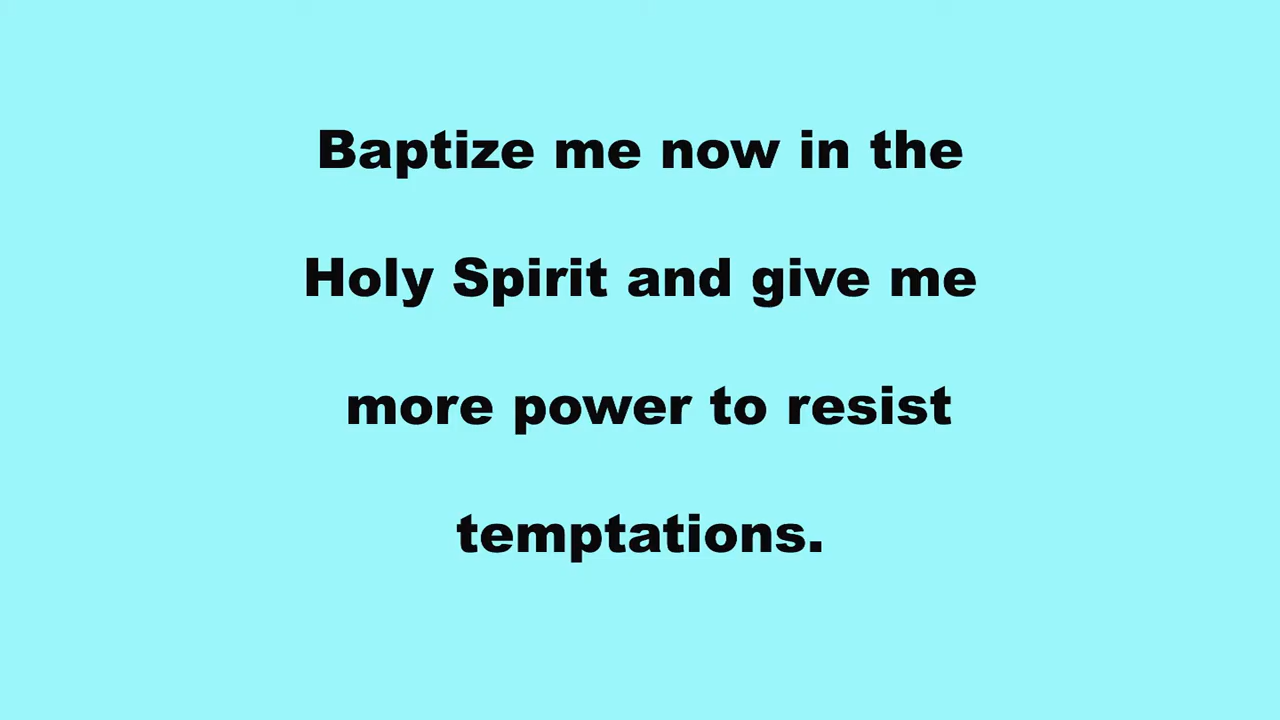 Baptize me now in the
Holy Spirit and give me
more power to resist
temptations.